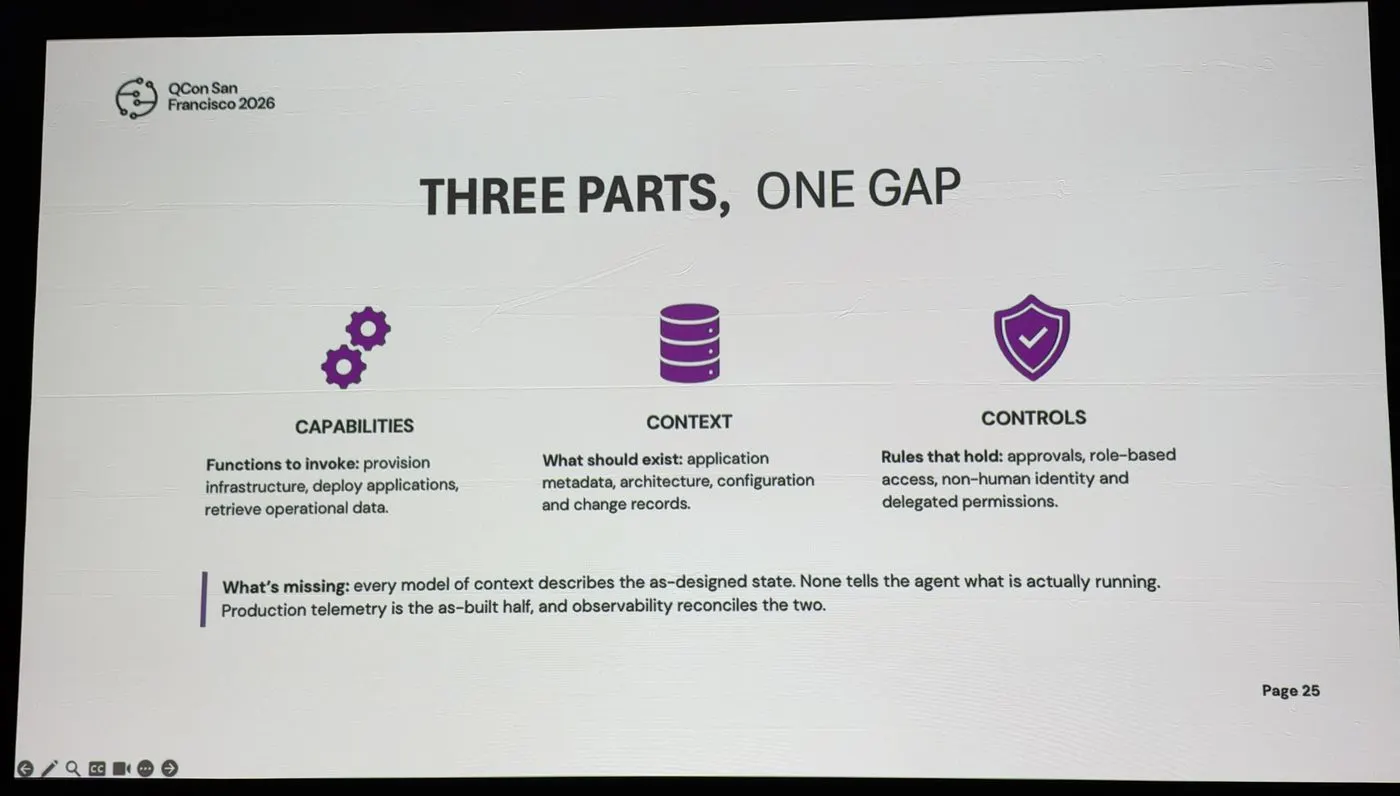 QCon San
Francisco 2026
THREE PARTS, ONE GAP
CAPABILITIES
Functions to invoke: provision
infrastructure, deploy applications,
retrieve operational data.
CONTEXT
What should exist: application
metadata, architecture, configuration
and change records.
CONTROLS
Rules that hold: approvals, role-based
access, non-human identity and
delegated permissions.
What's missing: every model of context describes the as-designed state. None tells the agent what is actually running.
Production telemetry is the as-built half, and observability reconciles the two.
Page 25
CC